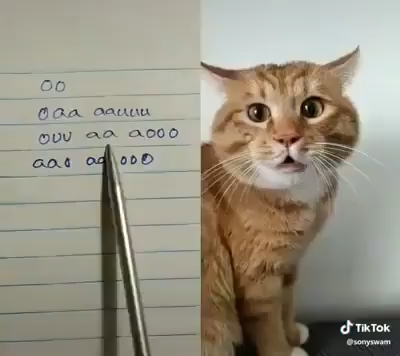 oo
oaa aauuu
ouu aa aooo
aao aa ooo
TikTok
@sonyswam